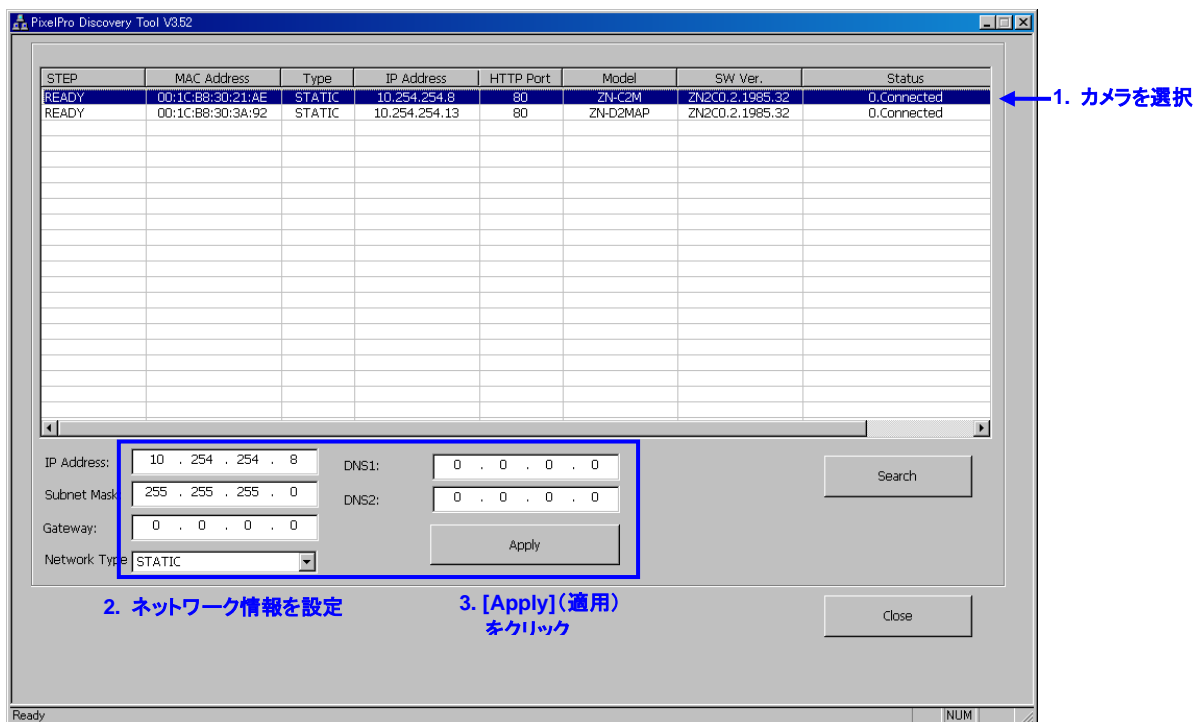 PixelPro Discovery Tool V3.52
STEP MAC Address Type IP Address HTTP Port Model SW Ver. Status
READY 00:1C:B8:30:21:AE STATIC 10.254.254.8 80 ZN-C2M ZN2C0.2.1985.32 0.Connected
READY 00:1C:B8:30:3A:92 STATIC 10.254.254.13 80 ZN-D2MAP ZN2C0.2.1985.32 0.Connected
1. カメラを選択
IP Address: 10 . 254 . 254 . 8 DNS1: 0 . 0 . 0 . 0
Search
Subnet Mask 255 . 255 . 255 . 0 DNS2: 0 . 0 . 0 . 0
Gateway: 0 . 0 . 0 . 0
Apply
Network Type STATIC
2. ネットワーク情報を設定
3. [Apply](適用)
をクリック
Close
Ready NUM